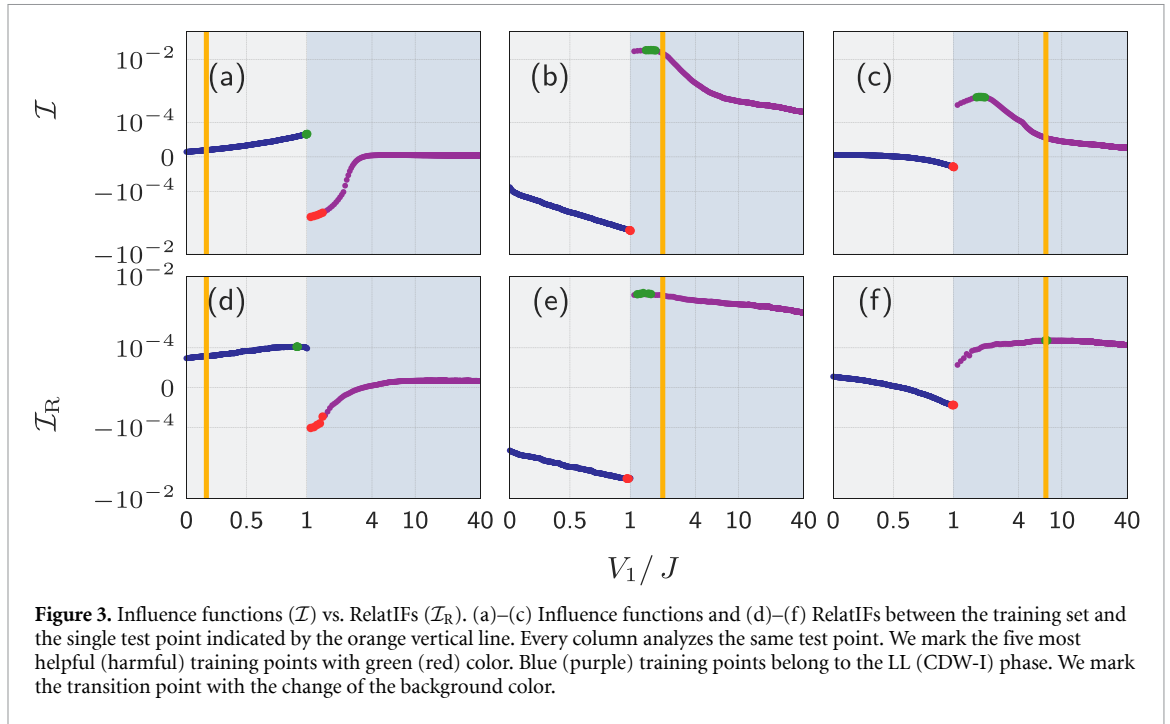 10⁻²
10⁻⁴
0
−10⁻⁴
−10⁻²
ℐ
(a)
(b)
(c)
10⁻²
10⁻⁴
0
−10⁻⁴
−10⁻²
ℐ_R
(d)
(e)
(f)
0 0.5 1 4 10 40 0 0.5 1 4 10 40 0 0.5 1 4 10 40
V₁/ J
Figure 3. Influence functions (ℐ) vs. RelatIFs (ℐ_R). (a)–(c) Influence functions and (d)–(f) RelatIFs between the training set and
the single test point indicated by the orange vertical line. Every column analyzes the same test point. We mark the five most
helpful (harmful) training points with green (red) color. Blue (purple) training points belong to the LL (CDW-I) phase. We mark
the transition point with the change of the background color.